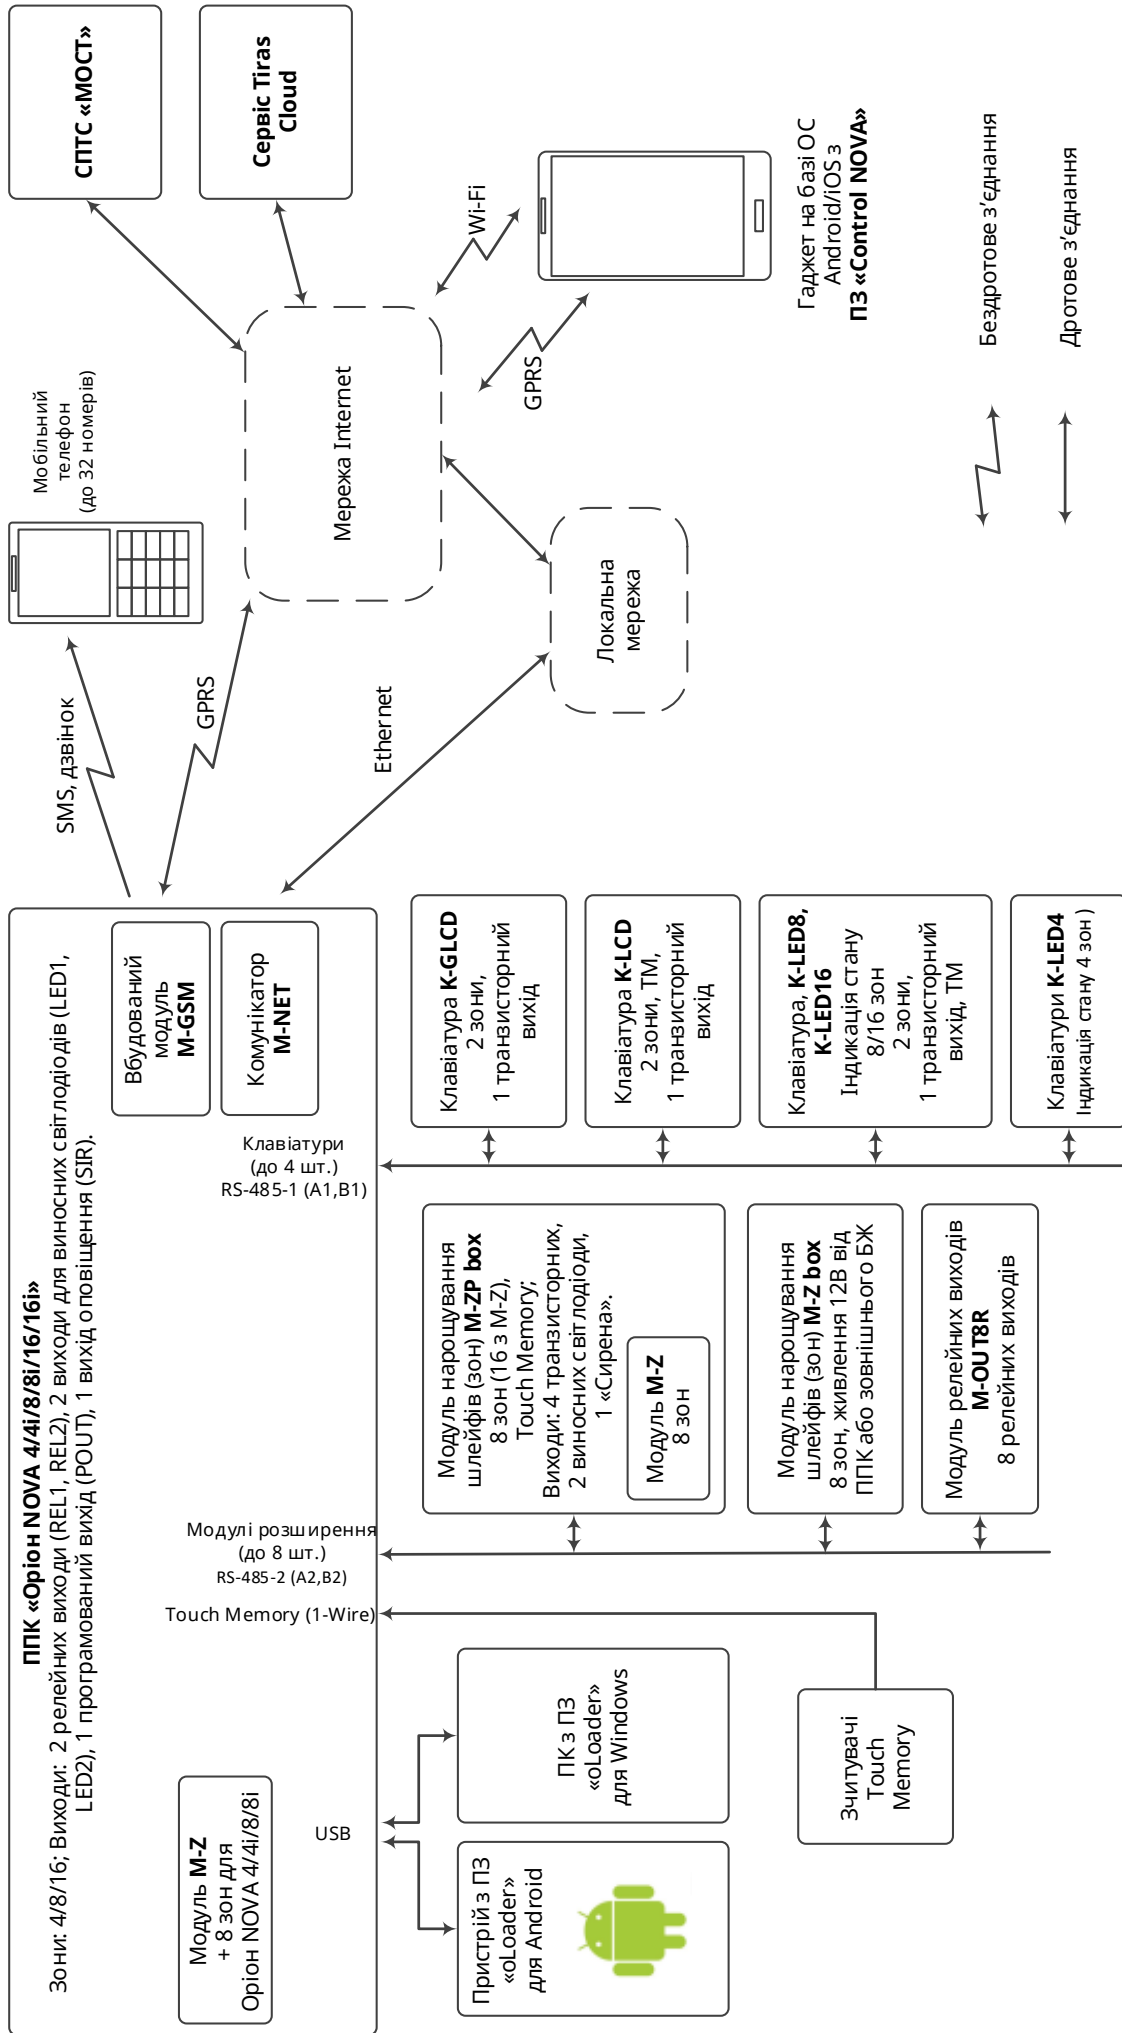 ППК «Оріон NOVA 4/4i/8/8i/16/16i»
Зони: 4/8/16; Виходи: 2 релейних виходи (REL1, REL2), 2 виходи для виносних світлодіодів (LED1,
LED2), 1 програмований вихід (POUT), 1 вихід оповіщення (SIR).
Модуль M-Z
+ 8 зон для
Оріон NOVA 4/4i/8/8i
Вбудований
модуль
M-GSM
Комунікатор
M-NET
USB
Touch Memory (1-Wire)
Модулі розширення
(до 8 шт.)
RS-485-2 (A2,B2)
Клавіатури
(до 4 шт.)
RS-485-1 (A1,B1)
Пристрій з ПЗ
«oLoader»
для Android
ПК з ПЗ
«oLoader»
для Windows
Зчитувачі
Touch
Memory
Модуль нарощування
шлейфів (зон) M-ZP box
8 зон (16 з M-Z),
Touch Memory;
Виходи: 4 транзисторних,
2 виносних світлодіоди,
1 «Сирена».
Модуль M-Z
8 зон
Модуль нарощування
шлейфів (зон) M-Z box
8 зон, живлення 12В від
ППК або зовнішнього БЖ
Модуль релейних виходів
M-OUT8R
8 релейних виходів
Клавіатура K-GLCD
2 зони,
1 транзисторний
вихід
Клавіатура K-LCD
2 зони, ТМ,
1 транзисторний
вихід
Клавіатура, K-LED8,
K-LED16
Індикація стану
8/16 зон
2 зони,
1 транзисторний
вихід, ТМ
Клавіатури K-LED4
Індикація стану 4 зон )
SMS, дзвінок
GPRS
Ethernet
Мобільний
телефон
(до 32 номерів)
Мережа Internet
Локальна
мережа
СПТС «МОСТ»
Сервіс Tiras
Cloud
Wi-Fi
GPRS
Гаджет на базі ОС
Android/iOS з
ПЗ «Control NOVA»
Бездротове з’єднання
Дротове з’єднання